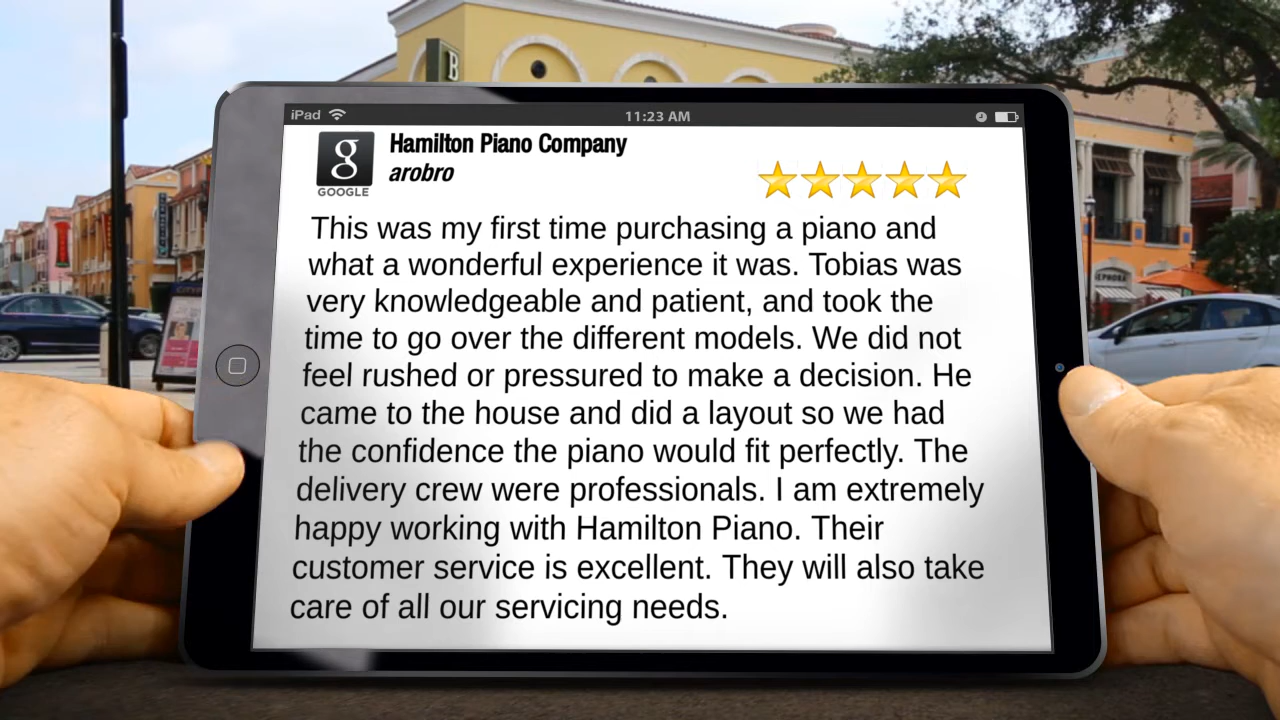 B
iPad
11:23 AM
g
GOOGLE
Hamilton Piano Company
arobro
This was my first time purchasing a piano and
what a wonderful experience it was. Tobias was
very knowledgeable and patient, and took the
time to go over the different models. We did not
feel rushed or pressured to make a decision. He
came to the house and did a layout so we had
the confidence the piano would fit perfectly. The
delivery crew were professionals. I am extremely
happy working with Hamilton Piano. Their
customer service is excellent. They will also take
care of all our servicing needs.
SEPHORA